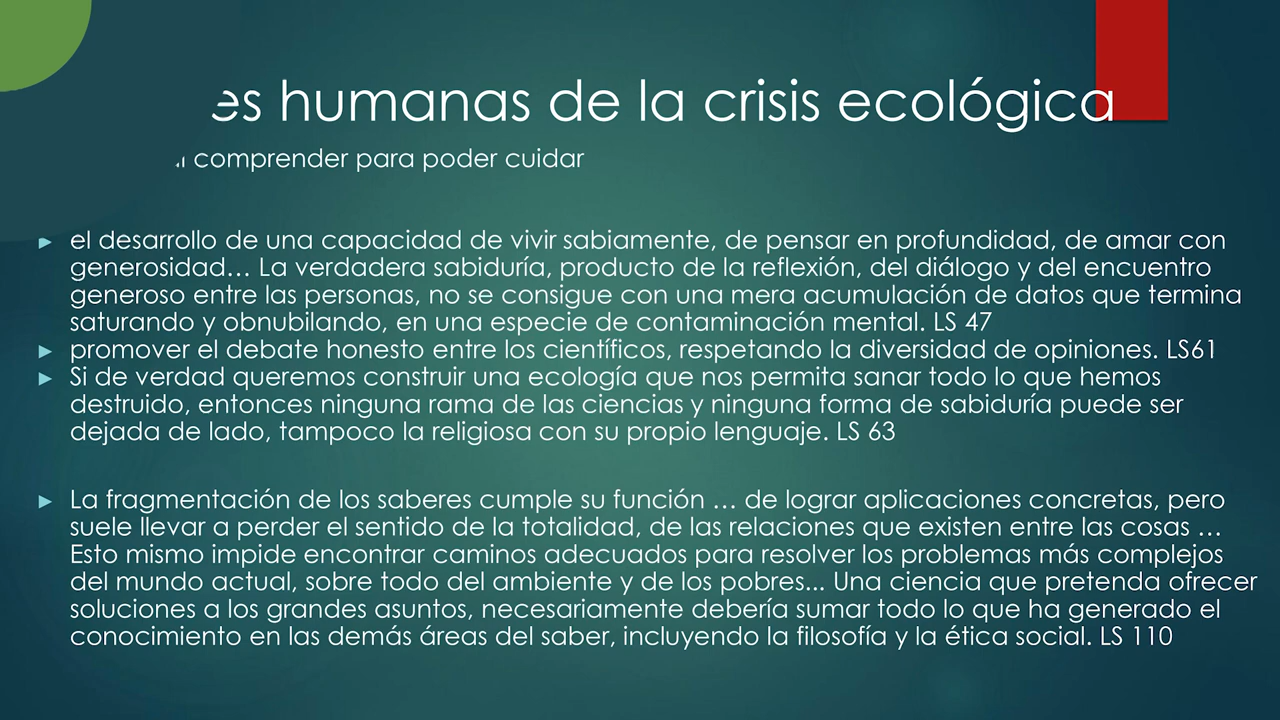 humanas de la crisis ecológica
comprender para poder cuidar
el desarrollo de una capacidad de vivir sabiamente, de pensar en profundidad, de amar con
generosidad... La verdadera sabiduría, producto de la reflexión, del diálogo y del encuentro
generoso entre las personas, no se consigue con una mera acumulación de datos que termina
saturando y obnubilando, en una especie de contaminación mental. LS 47
promover el debate honesto entre los científicos, respetando la diversidad de opiniones. LS61
Si de verdad queremos construir una ecología que nos permita sanar todo lo que hemos
destruido, entonces ninguna rama de las ciencias y ninguna forma de sabiduría puede ser
dejada de lado, tampoco la religiosa con su propio lenguaje. LS 63
La fragmentación de los saberes cumple su función ... de lograr aplicaciones concretas, pero
suele llevar a perder el sentido de la totalidad, de las relaciones que existen entre las cosas ...
Esto mismo impide encontrar caminos adecuados para resolver los problemas más complejos
del mundo actual, sobre todo del ambiente y de los pobres... Una ciencia que pretenda ofrecer
soluciones a los grandes asuntos, necesariamente debería sumar todo lo que ha generado el
conocimiento en las demás áreas del saber, incluyendo la filosofía y la ética social. LS 110